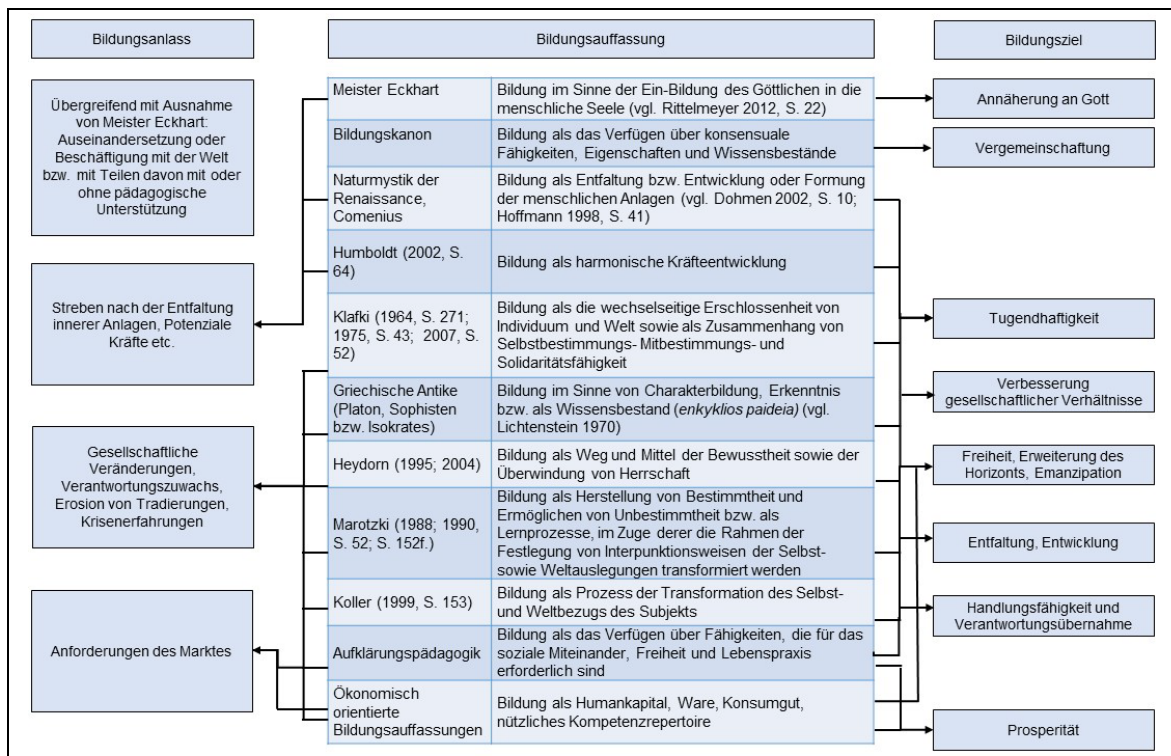 Bildungsanlass
Bildungsauffassung
Bildungsziel
Übergreifend mit Ausnahme
von Meister Eckhart:
Auseinandersetzung oder
Beschäftigung mit der Welt
bzw. mit Teilen davon mit oder
ohne pädagogische
Unterstützung
Streben nach der Entfaltung
innerer Anlagen, Potenziale
Kräfte etc.
Gesellschaftliche
Veränderungen,
Verantwortungszuwachs,
Erosion von Tradierungen,
Krisenerfahrungen
Anforderungen des Marktes
Meister Eckhart
Bildung im Sinne der Ein-Bildung des Göttlichen in die
menschliche Seele (vgl. Rittelmeyer 2012, S. 22)
Bildungskanon
Bildung als das Verfügen über konsensuale
Fähigkeiten, Eigenschaften und Wissensbestände
Naturmystik der
Renaissance,
Comenius
Bildung als Entfaltung bzw. Entwicklung oder Formung
der menschlichen Anlagen (vgl. Dohmen 2002, S. 10;
Hoffmann 1998, S. 41)
Humboldt (2002, S.
64)
Bildung als harmonische Kräfteentwicklung
Klafki (1964, S. 271;
1975, S. 43; 2007, S.
52)
Bildung als die wechselseitige Erschlossenheit von
Individuum und Welt sowie als Zusammenhang von
Selbstbestimmungs- Mitbestimmungs- und
Solidaritätsfähigkeit
Griechische Antike
(Platon, Sophisten
bzw. Isokrates)
Bildung im Sinne von Charakterbildung, Erkenntnis
bzw. als Wissensbestand (enkyklios paideia) (vgl.
Lichtenstein 1970)
Heydorn (1995; 2004)
Bildung als Weg und Mittel der Bewusstheit sowie der
Überwindung von Herrschaft
Marotzki (1988; 1990,
S. 52; S. 152f.)
Bildung als Herstellung von Bestimmtheit und
Ermöglichen von Unbestimmtheit bzw. als
Lernprozesse, im Zuge derer die Rahmen der
Festlegung von Interpunktionsweisen der Selbst-
sowie Weltauslegungen transformiert werden
Koller (1999, S. 153)
Bildung als Prozess der Transformation des Selbst-
und Weltbezugs des Subjekts
Aufklärungspädagogik
Bildung als das Verfügen über Fähigkeiten, die für das
soziale Miteinander, Freiheit und Lebenspraxis
erforderlich sind
Ökonomisch
orientierte
Bildungsauffassungen
Bildung als Humankapital, Ware, Konsumgut,
nützliches Kompetenzrepertoire
Annäherung an Gott
Vergemeinschaftung
Tugendhaftigkeit
Verbesserung
gesellschaftlicher Verhältnisse
Freiheit, Erweiterung des
Horizonts, Emanzipation
Entfaltung, Entwicklung
Handlungsfähigkeit und
Verantwortungsübernahme
Prosperität